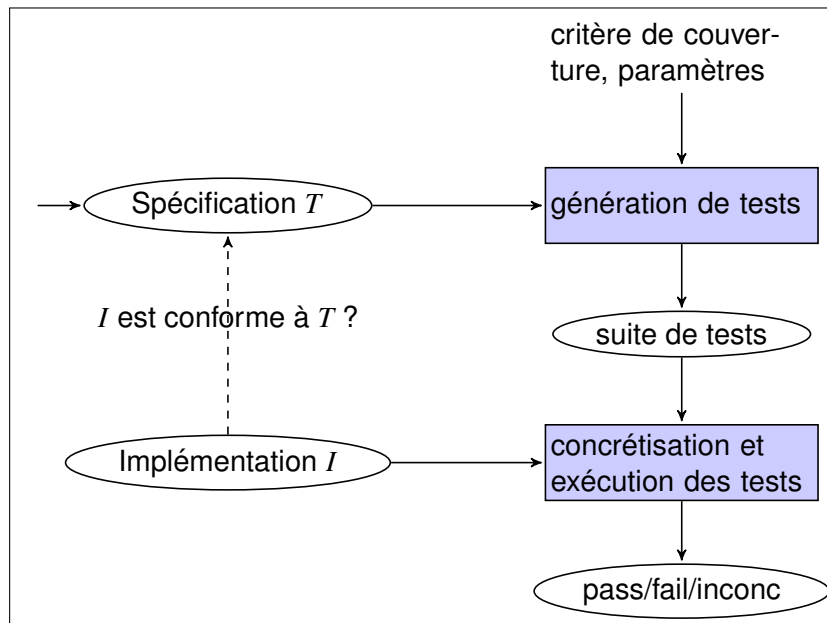 critère de couver-
ture, paramètres
Spécification T
génération de tests
I est conforme à T ?
suite de tests
Implémentation I
concrétisation et
exécution des tests
pass/fail/inconc